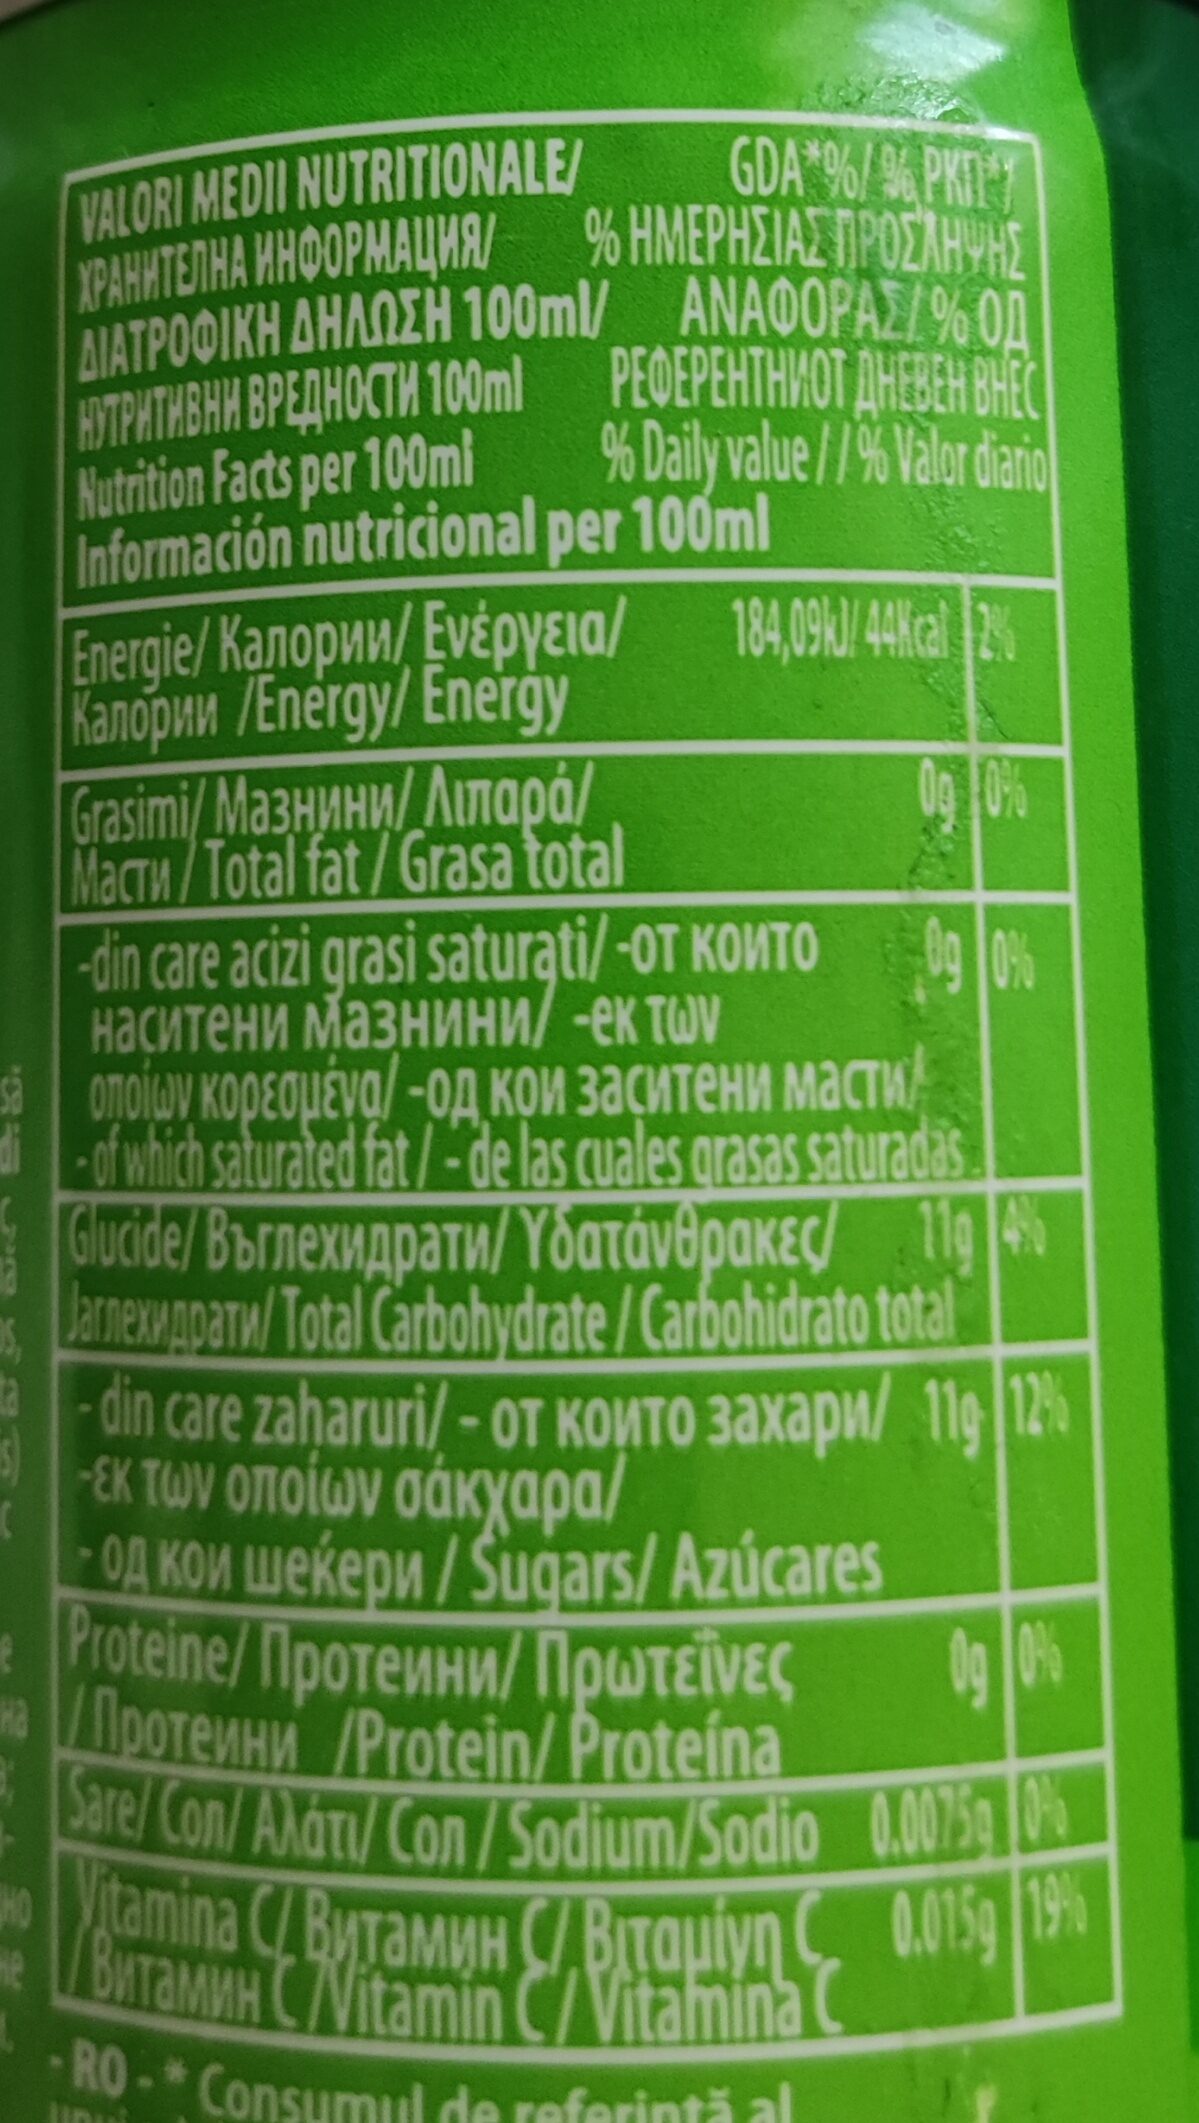 VALORI MEDII NUTRITIONALE/ GDA*%/ % РКП*/
ХРАНИТЕЛНА ИНФОРМАЦИЯ/ % ΗΜΕΡΗΣΙΑΣ ΠΡΟΣΛΗΨΗΣ
ΔΙΑΤΡΟΦΙΚΗ ΔΗΛΩΣΗ 100ml/ ΑΝΑΦΟΡΑΣ/ % ОД
НУТРИТИВНИ ВРЕДНОСТИ 100ml РЕФЕРЕНТНИОТ ДНЕВЕН ВНЕС
Nutrition Facts per 100ml % Daily value // % Valor diario
Información nutricional per 100ml
Energie/ Калории/ Ενέργεια/ 184,09kJ/ 44Kcal 2%
Калории /Energy/ Energy
Grasimi/ Мазнини/ Λιπαρά/ 0g 0%
Масти / Total fat / Grasa total
-din care acizi grasi saturați/ -от които 0g 0%
наситени мазнини/ -εκ των
οποίων κορεσμένα/ -од кои заситени масти/
- of which saturated fat / - de las cuales grasas saturadas
Glucide/ Въглехидрати/ Υδατάνθρακες/ 11g 4%
Јаглехидрати/ Total Carbohydrate / Carbohidrato total
- din care zaharuri/ - от които захари/ 11g 12%
-εκ των οποίων σάκχαρα/
- од кои шеќери / Sugars/ Azúcares
Proteine/ Протеини/ Πρωτεΐνες 0g 0%
/ Протеини /Protein/ Proteína
Sare/ Сол/ Αλάτι/ Сол / Sodium/Sodio 0.0075g 0%
Vitamina C/ Витамин C/ Βιταμίνη C 0.015g 19%
/ Витамин C /Vitamin C / Vitamina C
- RO - * Consumul de referintă al